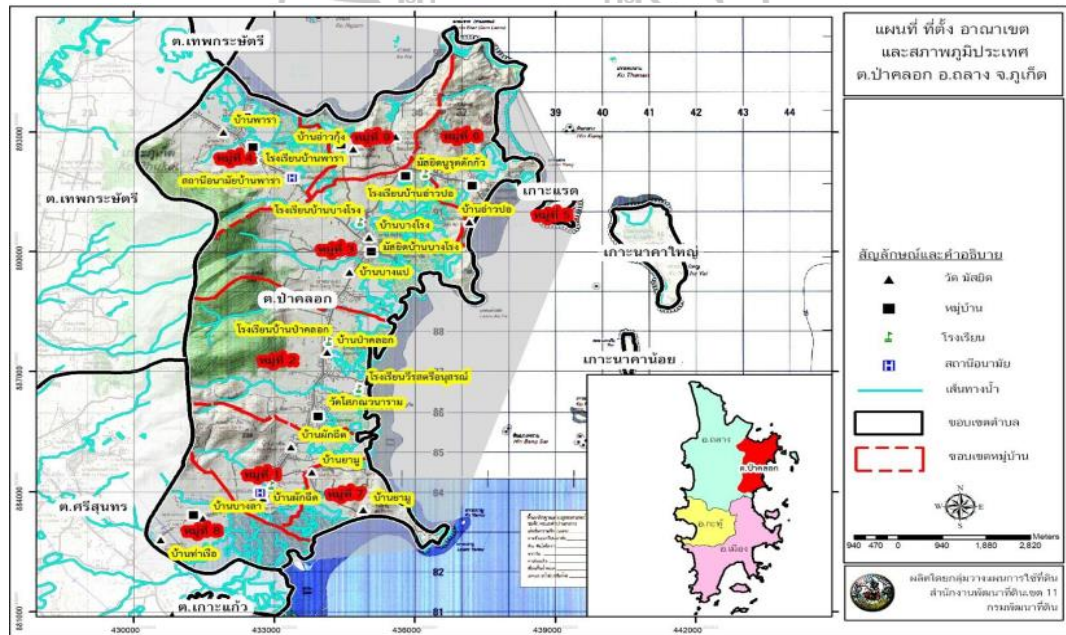 แผนที่ ที่ตั้ง อาณาเขต
และสภาพภูมิประเทศ
ต.ป่าคลอก อ.ถลาง จ.ภูเก็ต
ต.เทพกระษัตรี
39 40 41 42 43 44
บ้านพารา
บ้านอ่าวกุ้ง
หมู่ที่ 9
หมู่ที่ 6
หมู่ที่ 4
โรงเรียนบ้านพารา
มัสยิดนูรุดดักกัว
สถานีอนามัยบ้านพารา
โรงเรียนบ้านอ่าวปอ
เกาะแรด
ต.เทพกระษัตรี
โรงเรียนบ้านบางโรง
บ้านอ่าวปอ
หมู่ที่ 5
บ้านบางโรง
หมู่ที่ 3
มัสยิดบ้านบางโรง
เกาะนาคาใหญ่
บ้านบางแป
ต.ป่าคลอก
โรงเรียนบ้านป่าคลอก
บ้านป่าคลอก
88
เกาะนาคาน้อย
หมู่ที่ 2
โรงเรียนวีรสตรีอนุสรณ์
วัดโสภณวนาราม
86
บ้านผักฉีด
85
บ้านยามู
หมู่ที่ 1
84
บ้านผักฉีด
หมู่ที่ 7
บ้านยามู
ต.ศรีสุนทร
บ้านบางลา
หมู่ที่ 8
บ้านท่าเรือ
82
ต.เกาะแก้ว
81
893000
890000
887000
884000
881000
430000 433000 436000 439000 442000
อ.ถลาง
ต.ป่าคลอก
อ.กะทู้
อ.เมือง
สัญลักษณ์และคำอธิบาย
วัด มัสยิด
หมู่บ้าน
โรงเรียน
H สถานีอนามัย
เส้นทางน้ำ
ขอบเขตตำบล
ขอบเขตหมู่บ้าน
N
W E
S
940 470 0 940 1,880 2,820 Meters
ผลิตโดยกลุ่มวางแผนการใช้ที่ดิน
สำนักงานพัฒนาที่ดินเขต 11
กรมพัฒนาที่ดิน